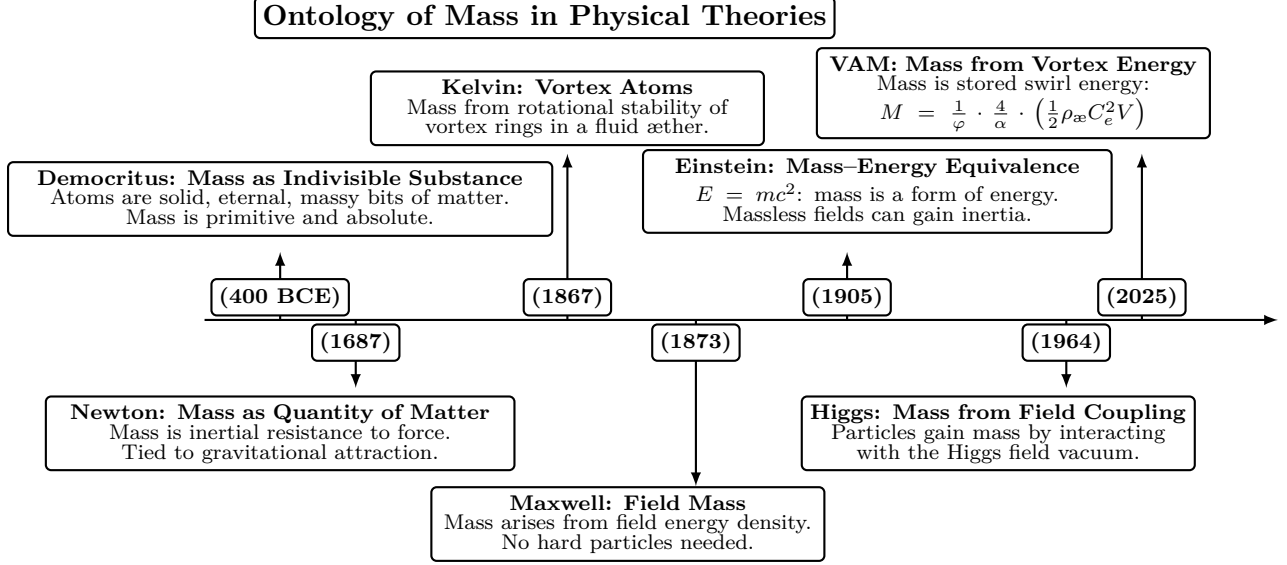 Ontology of Mass in Physical Theories
VAM: Mass from Vortex Energy
Mass is stored swirl energy:
M = 1/φ · 4/α · (1/2 ρ_æ C_e^2 V)
Kelvin: Vortex Atoms
Mass from rotational stability of
vortex rings in a fluid æther.
Einstein: Mass–Energy Equivalence
E = mc²: mass is a form of energy.
Massless fields can gain inertia.
Democritus: Mass as Indivisible Substance
Atoms are solid, eternal, massy bits of matter.
Mass is primitive and absolute.
(400 BCE)
(1867)
(1905)
(2025)
(1687)
(1873)
(1964)
Newton: Mass as Quantity of Matter
Mass is inertial resistance to force.
Tied to gravitational attraction.
Higgs: Mass from Field Coupling
Particles gain mass by interacting
with the Higgs field vacuum.
Maxwell: Field Mass
Mass arises from field energy density.
No hard particles needed.